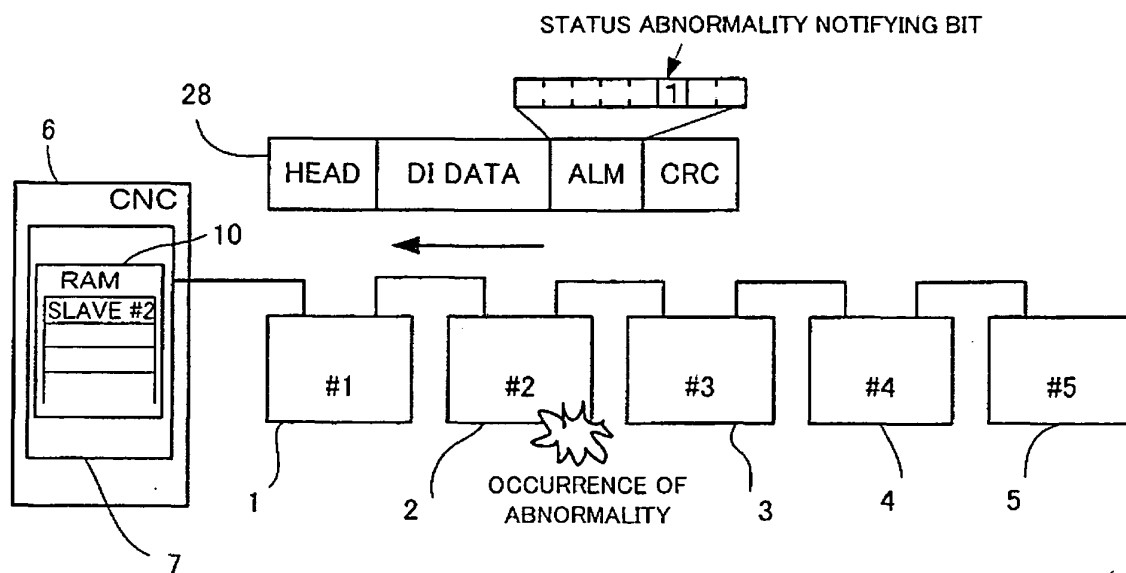 STATUS ABNORMALITY NOTIFYING BIT
1
28
HEAD DI DATA ALM CRC
6
CNC
10
RAM
SLAVE #2
#1 #2 #3 #4 #5
1 2 3 4 5
OCCURRENCE OF
ABNORMALITY
7